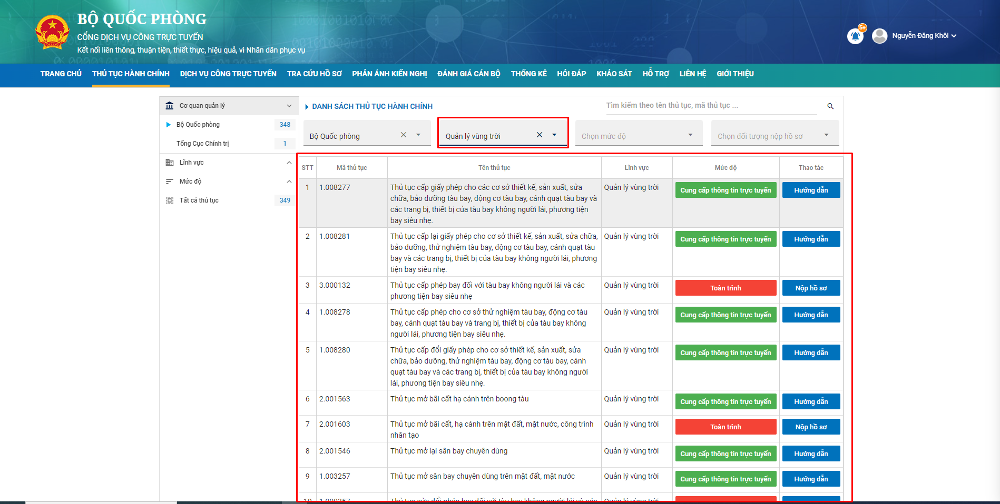 BỘ QUỐC PHÒNG
CỔNG DỊCH VỤ CÔNG TRỰC TUYẾN
Kết nối liên thông, thuận tiện, thiết thực, hiệu quả, vì Nhân dân phục vụ
5+
Nguyễn Đăng Khôi
TRANG CHỦ THỦ TỤC HÀNH CHÍNH DỊCH VỤ CÔNG TRỰC TUYẾN TRA CỨU HỒ SƠ PHẢN ÁNH KIẾN NGHỊ ĐÁNH GIÁ CÁN BỘ THỐNG KÊ HỎI ĐÁP KHẢO SÁT HỖ TRỢ LIÊN HỆ GIỚI THIỆU
Cơ quan quản lý
Bộ Quốc phòng 348
Tổng Cục Chính trị 1
Lĩnh vực
Mức độ
Tất cả thủ tục 349
DANH SÁCH THỦ TỤC HÀNH CHÍNH
Tìm kiếm theo tên thủ tục, mã thủ tục ...
Bộ Quốc phòng
Quản lý vùng trời
Chọn mức độ
Chọn đối tượng nộp hồ sơ
STT Mã thủ tục Tên thủ tục Lĩnh vực Mức độ Thao tác
1 1.008277 Thủ tục cấp giấy phép cho các cơ sở thiết kế, sản xuất, sửa Quản lý vùng trời Cung cấp thông tin trực tuyến Hướng dẫn
chữa, bảo dưỡng tàu bay, động cơ tàu bay, cánh quạt tàu bay và
các trang bị, thiết bị của tàu bay không người lái, phương tiện
bay siêu nhẹ.
2 1.008281 Thủ tục cấp lại giấy phép cho cơ sở thiết kế, sản xuất, sửa chữa, Quản lý vùng trời Cung cấp thông tin trực tuyến Hướng dẫn
bảo dưỡng, thử nghiệm tàu bay, động cơ tàu bay, cánh quạt tàu
bay và các trang bị, thiết bị của tàu bay không người lái, phương
tiện bay siêu nhẹ.
3 3.000132 Thủ tục cấp phép bay đối với tàu bay không người lái và các Quản lý vùng trời Toàn trình Nộp hồ sơ
phương tiện bay siêu nhẹ
4 1.008278 Thủ tục cấp phép cho cơ sở thử nghiệm tàu bay, động cơ tàu Quản lý vùng trời Cung cấp thông tin trực tuyến Hướng dẫn
bay, cánh quạt tàu bay và trang bị, thiết bị của tàu bay không
người lái, phương tiện bay siêu nhẹ.
5 1.008280 Thủ tục cấp đổi giấy phép cho cơ sở thiết kế, sản xuất, sửa Quản lý vùng trời Cung cấp thông tin trực tuyến Hướng dẫn
chữa, bảo dưỡng, thử nghiệm tàu bay, động cơ tàu bay, cánh
quạt tàu bay và các trang bị, thiết bị của tàu bay không người
lái, phương tiện bay siêu nhẹ.
6 2.001563 Thủ tục mở bãi cất hạ cánh trên boong tàu Quản lý vùng trời Cung cấp thông tin trực tuyến Hướng dẫn
7 2.001603 Thủ tục mở bãi cất, hạ cánh trên mặt đất, mặt nước, công trình Quản lý vùng trời Toàn trình Nộp hồ sơ
nhân tạo
8 2.001546 Thủ tục mở lại sân bay chuyên dùng Quản lý vùng trời Cung cấp thông tin trực tuyến Hướng dẫn
9 1.003257 Thủ tục mở sân bay chuyên dùng trên mặt đất, mặt nước Quản lý vùng trời Cung cấp thông tin trực tuyến Hướng dẫn